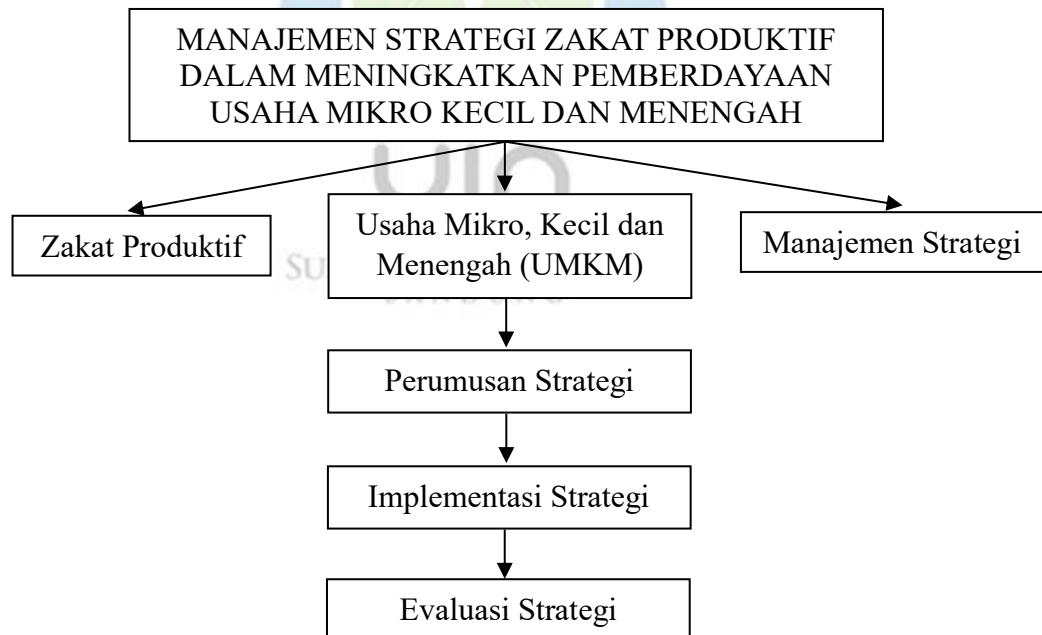 MANAJEMEN STRATEGI ZAKAT PRODUKTIF
DALAM MENINGKATKAN PEMBERDAYAAN
USAHA MIKRO KECIL DAN MENENGAH
Zakat Produktif
Usaha Mikro, Kecil dan
Menengah (UMKM)
Manajemen Strategi
Perumusan Strategi
Implementasi Strategi
Evaluasi Strategi